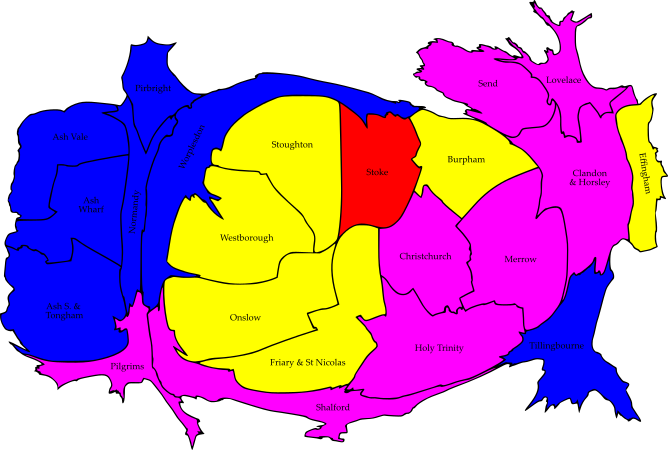 Lovelace
Send
Pirbright
Ash Vale
Worplesdon
Stoughton
Burpham
Stoke
Clandon
& Horsley
Effingham
Ash
Wharf
Normandy
Westborough
Christchurch
Merrow
Ash S. &
Tongham
Onslow
Tillingbourne
Holy Trinity
Friary & St Nicolas
Pilgrims
Shalford